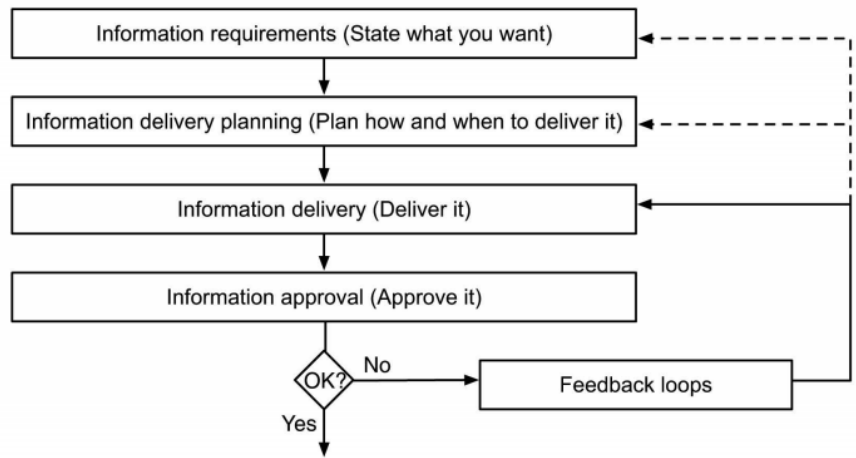 Information requirements (State what you want)
Information delivery planning (Plan how and when to deliver it)
Information delivery (Deliver it)
Information approval (Approve it)
OK?
No
Feedback loops
Yes